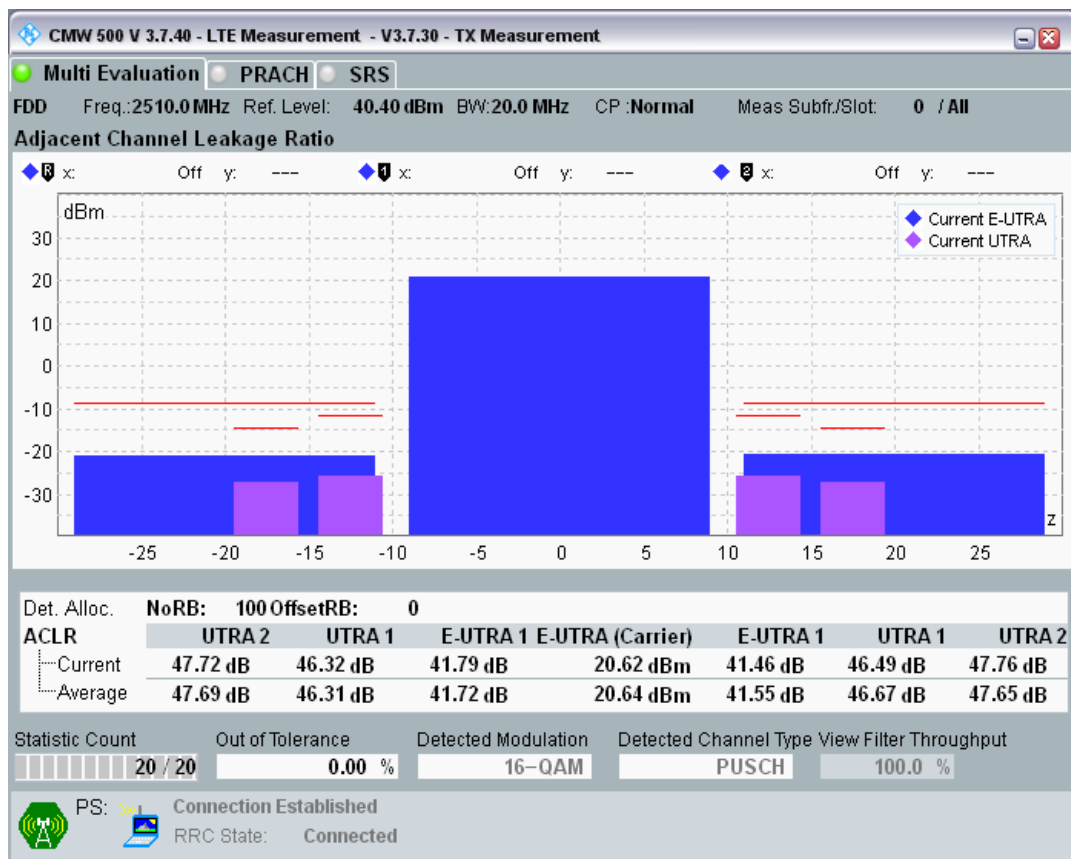 CMW 500 V 3.7.40 - LTE Measurement - V3.7.30 - TX Measurement
Multi Evaluation PRACH SRS
FDD Freq.:2510.0 MHz Ref. Level: 40.40 dBm BW:20.0 MHz CP :Normal Meas Subfr./Slot: 0 / All
Adjacent Channel Leakage Ratio
R x: Off y: --- 1 x: Off y: --- 2 x: Off y: ---
dBm
Current E-UTRA
Current UTRA
30
20
10
0
-10
-20
-30
z
-25 -20 -15 -10 -5 0 5 10 15 20 25
Det. Alloc. NoRB: 100 OffsetRB: 0
ACLR UTRA 2 UTRA 1 E-UTRA 1 E-UTRA (Carrier) E-UTRA 1 UTRA 1 UTRA 2
Current 47.72 dB 46.32 dB 41.79 dB 20.62 dBm 41.46 dB 46.49 dB 47.76 dB
Average 47.69 dB 46.31 dB 41.72 dB 20.64 dBm 41.55 dB 46.67 dB 47.65 dB
Statistic Count Out of Tolerance Detected Modulation Detected Channel Type View Filter Throughput
20 / 20 0.00 % 16-QAM PUSCH 100.0 %
PS: Connection Established
RRC State: Connected